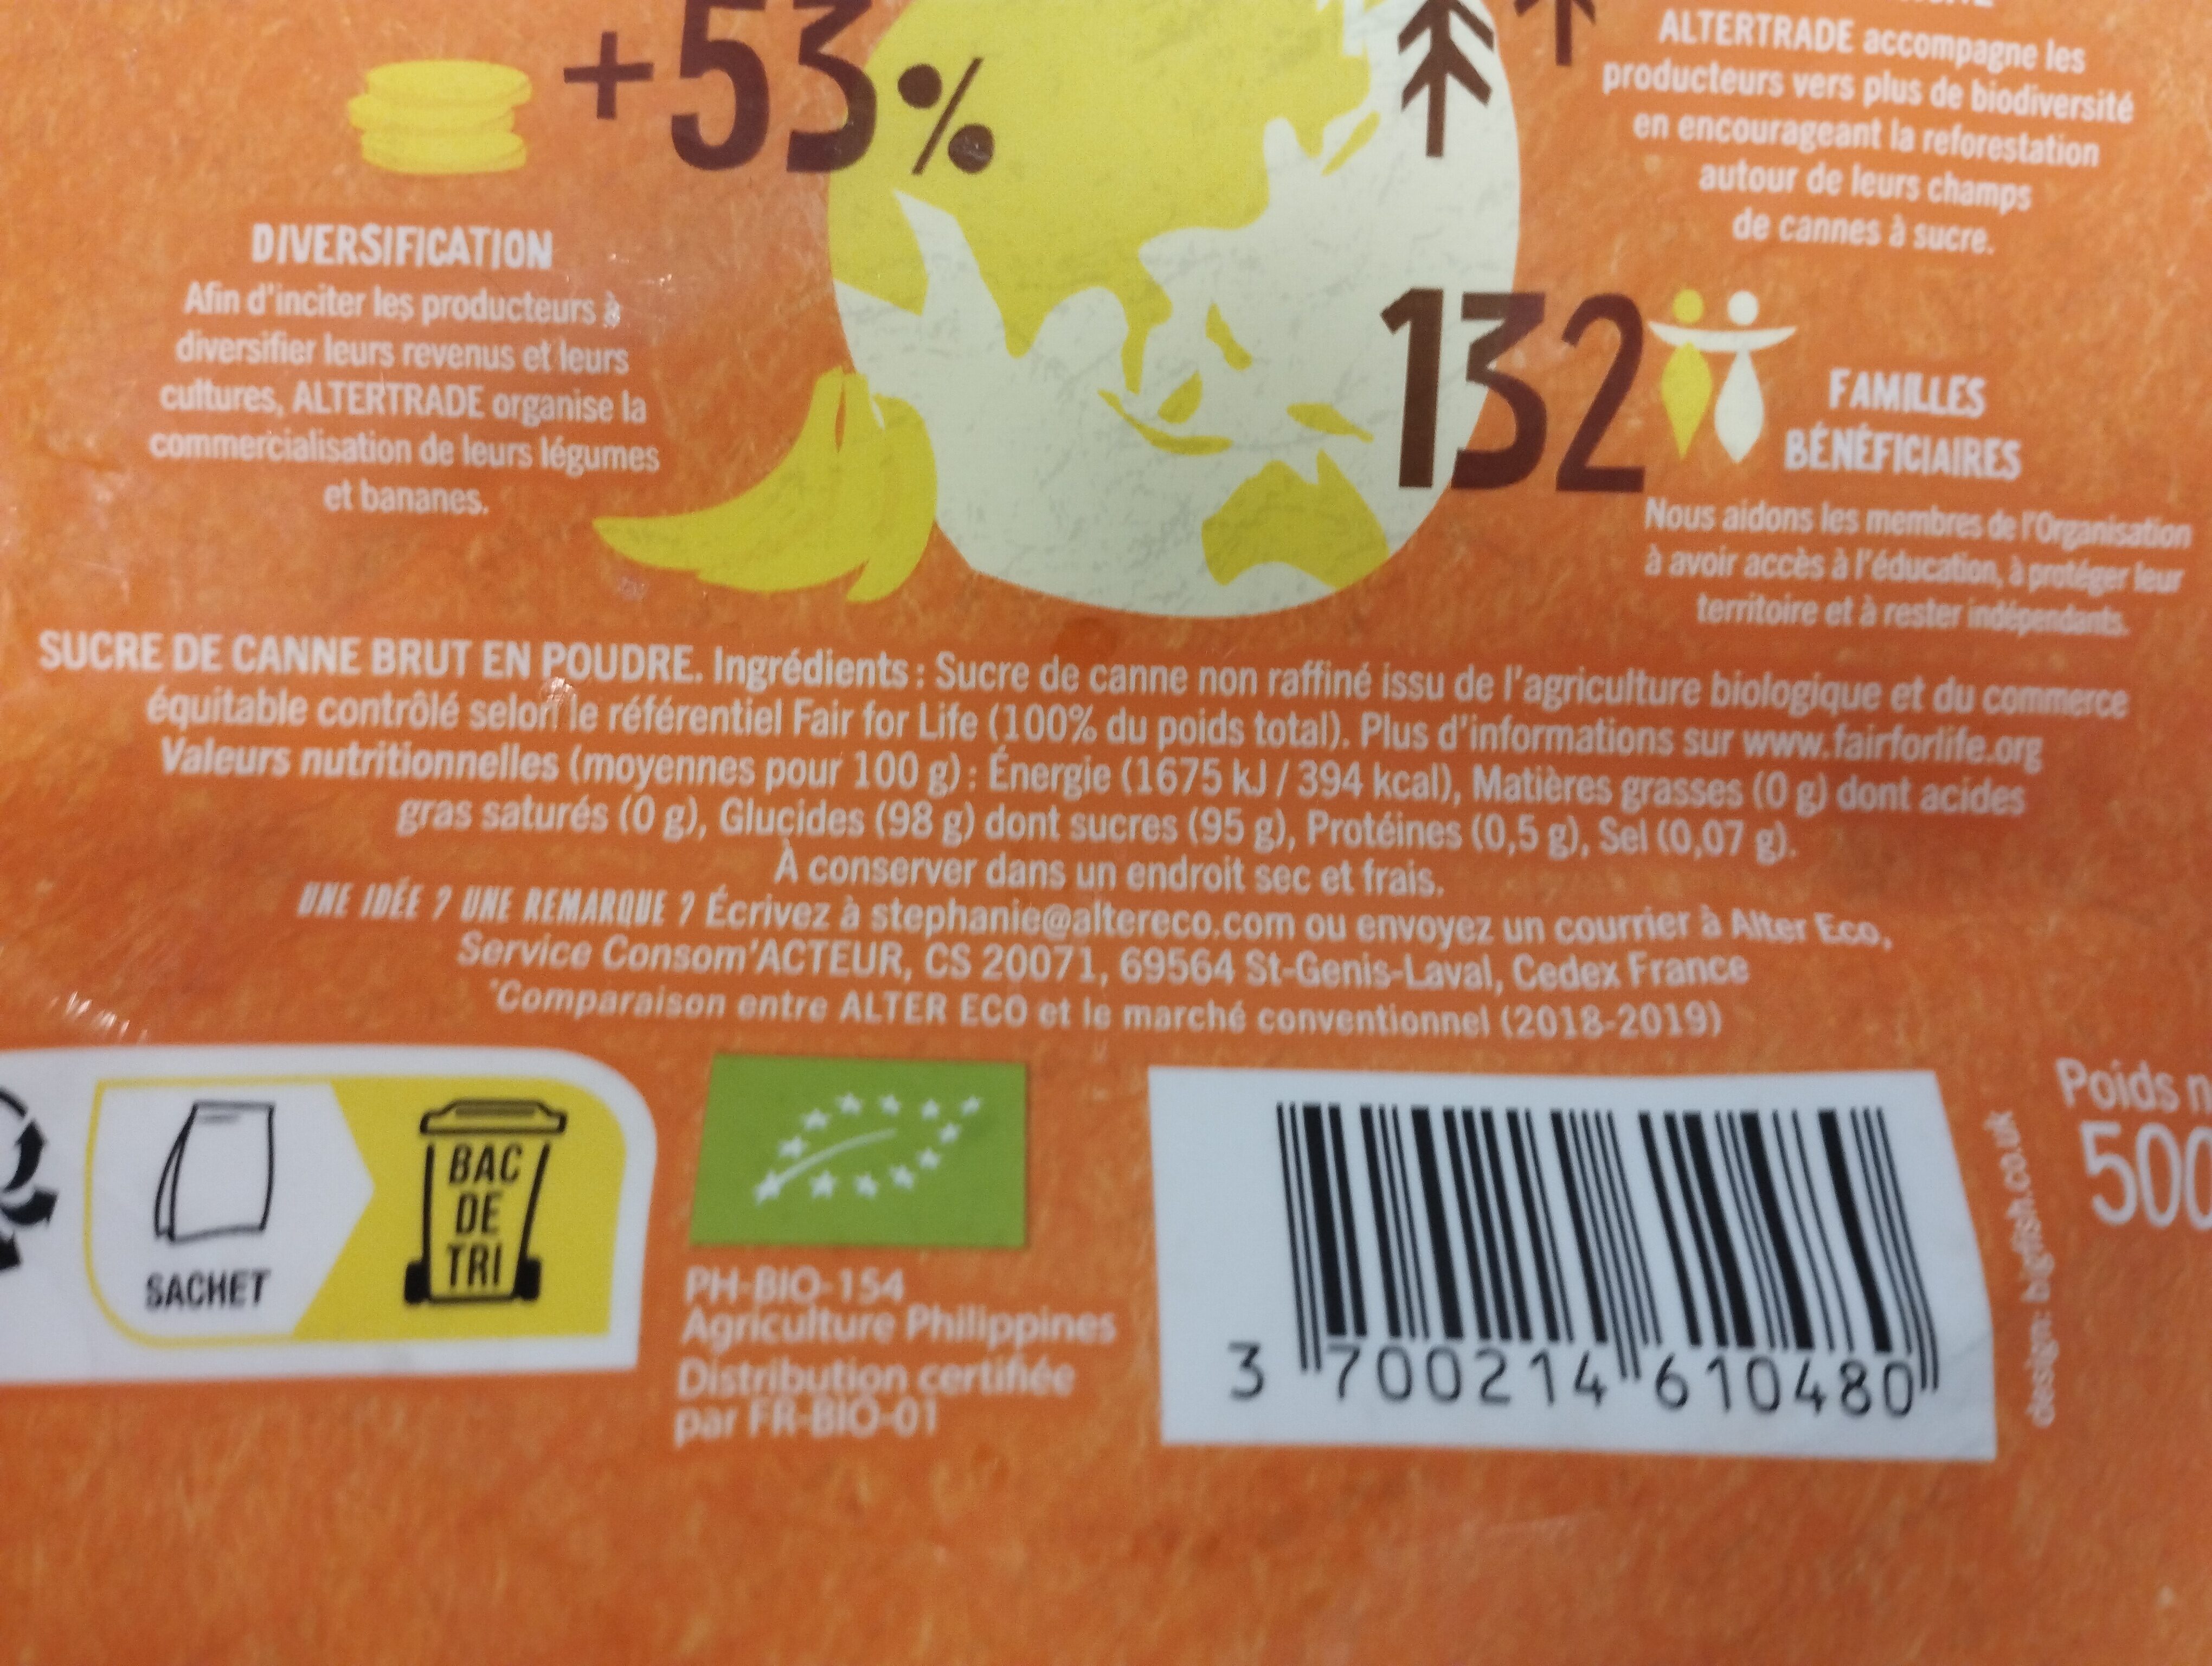 +53%
ALTERTRADE accompagne les
producteurs vers plus de biodiversité
en encourageant la reforestation
autour de leurs champs
de cannes à sucre.
DIVERSIFICATION
Afin d'inciter les producteurs à
diversifier leurs revenus et leurs
cultures, ALTERTRADE organise la
commercialisation de leurs légumes
et bananes.
132
FAMILLES
BÉNÉFICIAIRES
Nous aidons les membres de l'Organisation
à avoir accès à l'éducation, à protéger leur
territoire et à rester indépendants.
SUCRE DE CANNE BRUT EN POUDRE. Ingrédients : Sucre de canne non raffiné issu de l'agriculture biologique et du commerce
équitable contrôlé selon le référentiel Fair for Life (100% du poids total). Plus d'informations sur www.fairforlife.org
Valeurs nutritionnelles (moyennes pour 100 g) : Énergie (1675 kJ / 394 kcal), Matières grasses (0 g) dont acides
gras saturés (0 g), Glucides (98 g) dont sucres (95 g), Protéines (0,5 g), Sel (0,07 g).
À conserver dans un endroit sec et frais.
UNE IDÉE ? UNE REMARQUE ? Écrivez à stephanie@altereco.com ou envoyez un courrier à Alter Eco,
Service Consom'ACTEUR, CS 20071, 69564 St-Genis-Laval, Cedex France
*Comparaison entre ALTER ECO et le marché conventionnel (2018-2019)
SACHET
BAC
DE
TRI
PH-BIO-154
Agriculture Philippines
Distribution certifiée
par FR-BIO-01
3 700214 610480
design: bigfish.co.uk
Poids
500